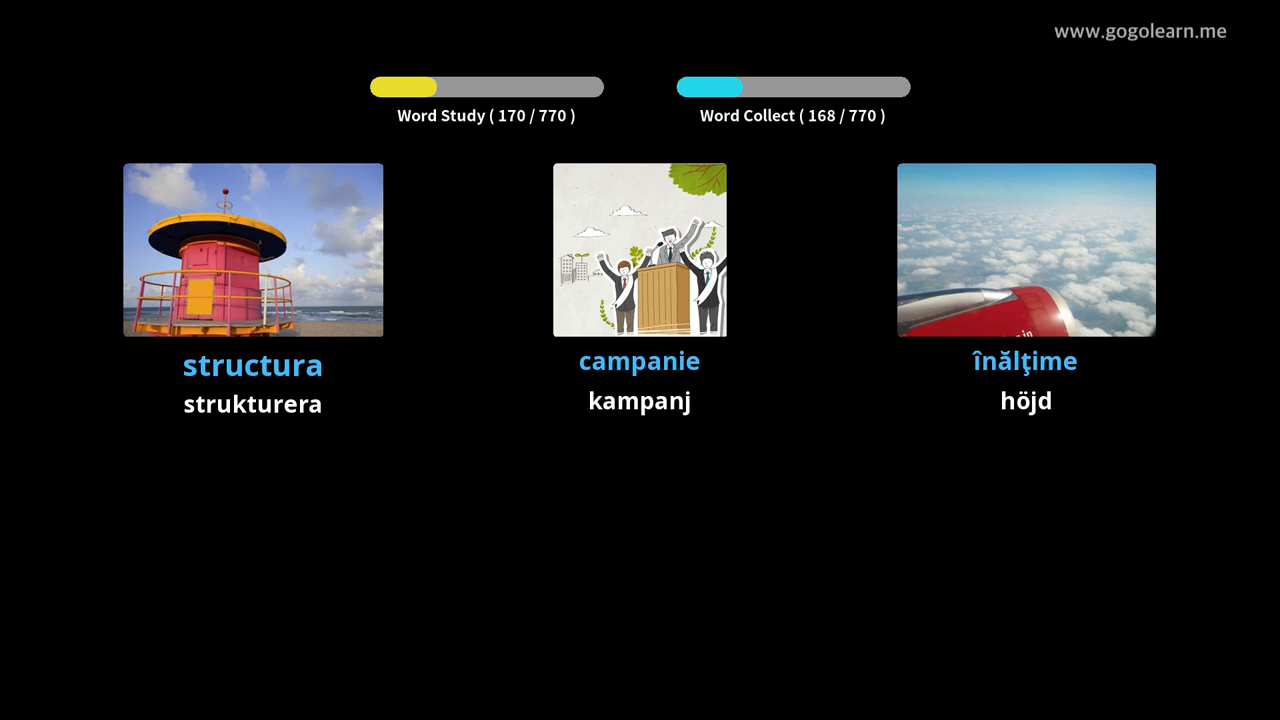 www.gogolearn.me
Word Study ( 170 / 770 )
Word Collect ( 168 / 770 )
structura
strukturera
campanie
kampanj
înălţime
höjd